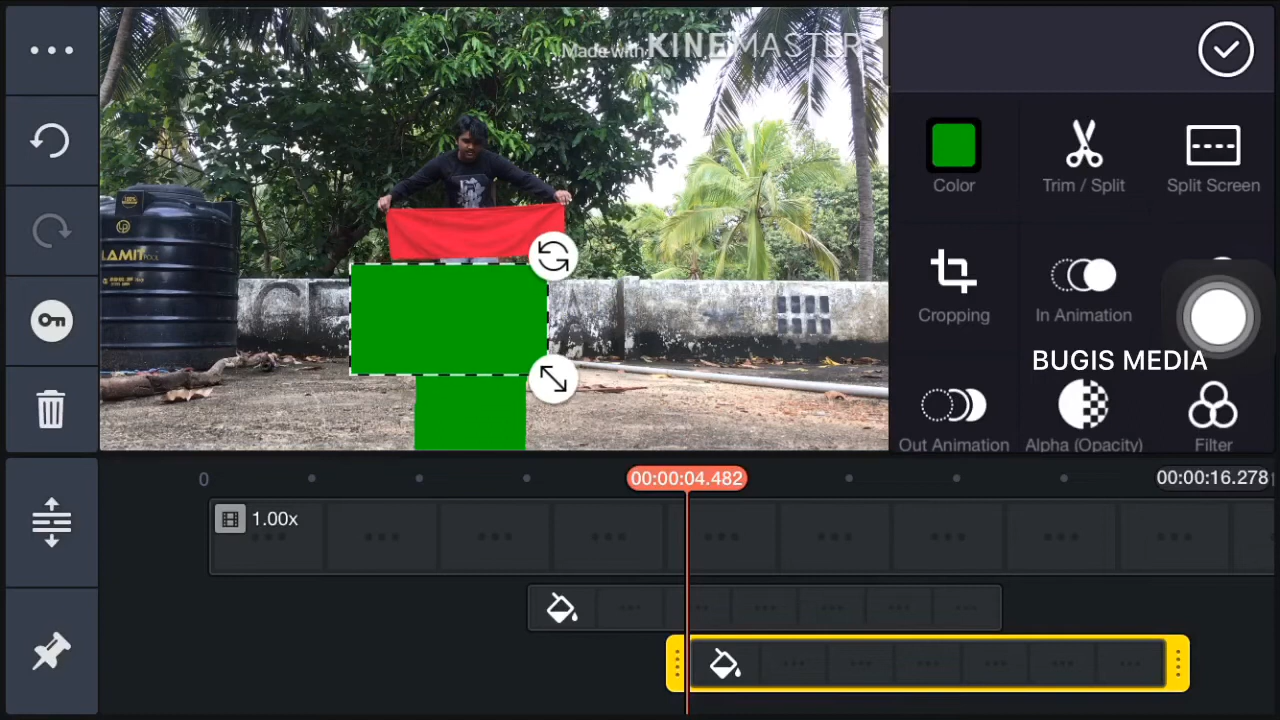 Made with KINEMASTER
Color
Trim / Split
Split Screen
LAMIT
Cropping
In Animation
BUGIS MEDIA
Out Animation
Alpha (Opacity)
Filter
0
00:00:04.482
00:00:16.278
1.00x